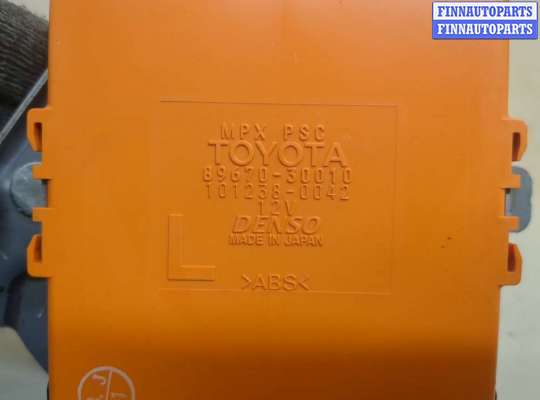 FINNAUTOPARTS
FINNAUTOPARTS
MPX PSC
TOYOTA
89670-30010
101238-0042
12V
DENSO
MADE IN JAPAN
L
>ABS<